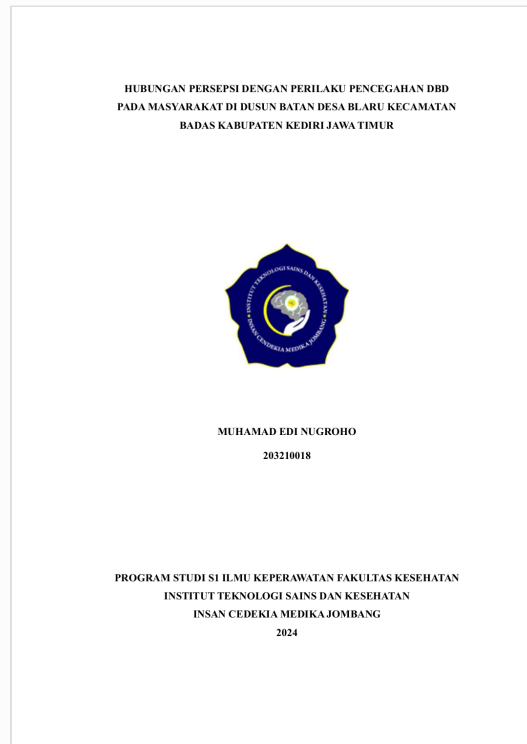 HUBUNGAN PERSEPSI DENGAN PERILAKU PENCEGAHAN DBD
PADA MASYARAKAT DI DUSUN BATAN DESA BLARU KECAMATAN
BADAS KABUPATEN KEDIRI JAWA TIMUR
INSTITUT TEKNOLOGI SAINS DAN KESEHATAN
INSAN CENDEKIA MEDIKA JOMBANG
MUHAMAD EDI NUGROHO
203210018
PROGRAM STUDI S1 ILMU KEPERAWATAN FAKULTAS KESEHATAN
INSTITUT TEKNOLOGI SAINS DAN KESEHATAN
INSAN CEDEKIA MEDIKA JOMBANG
2024